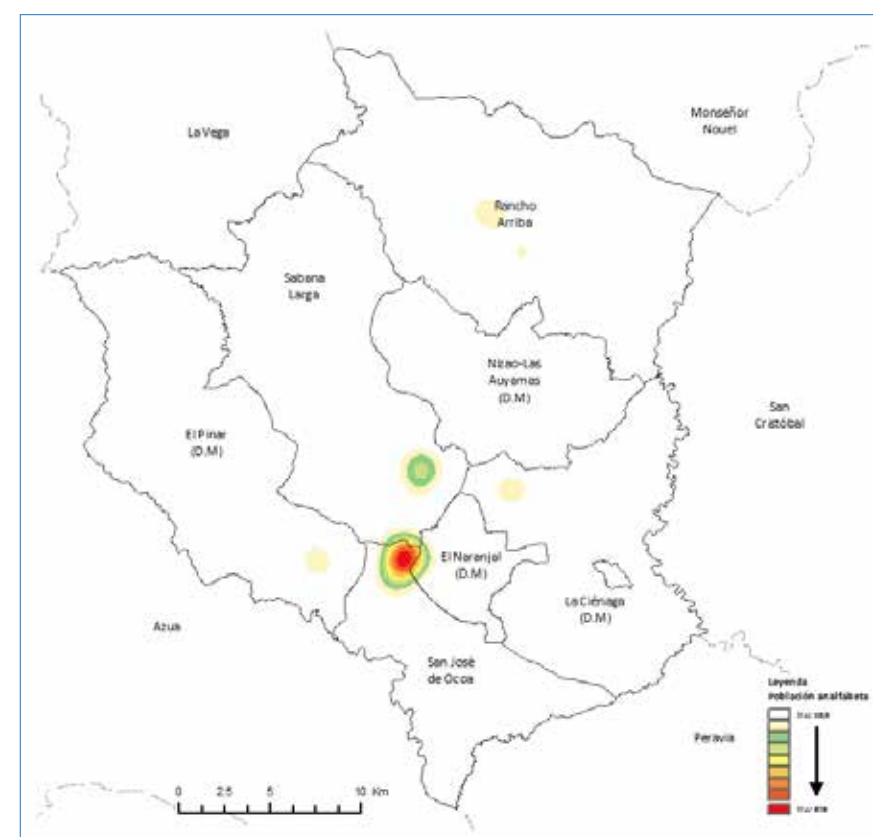 La Vega
Monseñor
Nouel
Rancho
Arriba
Sabana
Larga
Nizao-Las
Auyamas
(D.M)
San
Cristóbal
El Pinar
(D.M)
El Naranjal
(D.M)
La Ciénaga
(D.M)
Azua
San José
de Ocoa
Peravia
Leyenda
Población analfabeta
0 2.5 5 10 Km